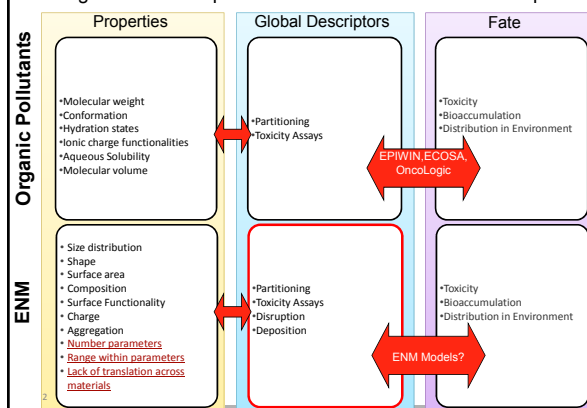 Properties
Global Descriptors
Fate
Organic Pollutants
•Molecular weight
•Conformation
•Hydration states
•Ionic charge functionalities
•Aqueous Solubility
•Molecular volume
•Partitioning
•Toxicity Assays
EPIWIN,ECOSA,
OncoLogic
•Toxicity
•Bioaccumulation
•Distribution in Environment
ENM
• Size distribution
• Shape
• Surface area
• Composition
• Surface Functionality
• Charge
• Aggregation
• Number parameters
• Range within parameters
• Lack of translation across
materials
•Partitioning
•Toxicity Assays
•Disruption
•Deposition
ENM Models?
•Toxicity
•Bioaccumulation
•Distribution in Environment
2